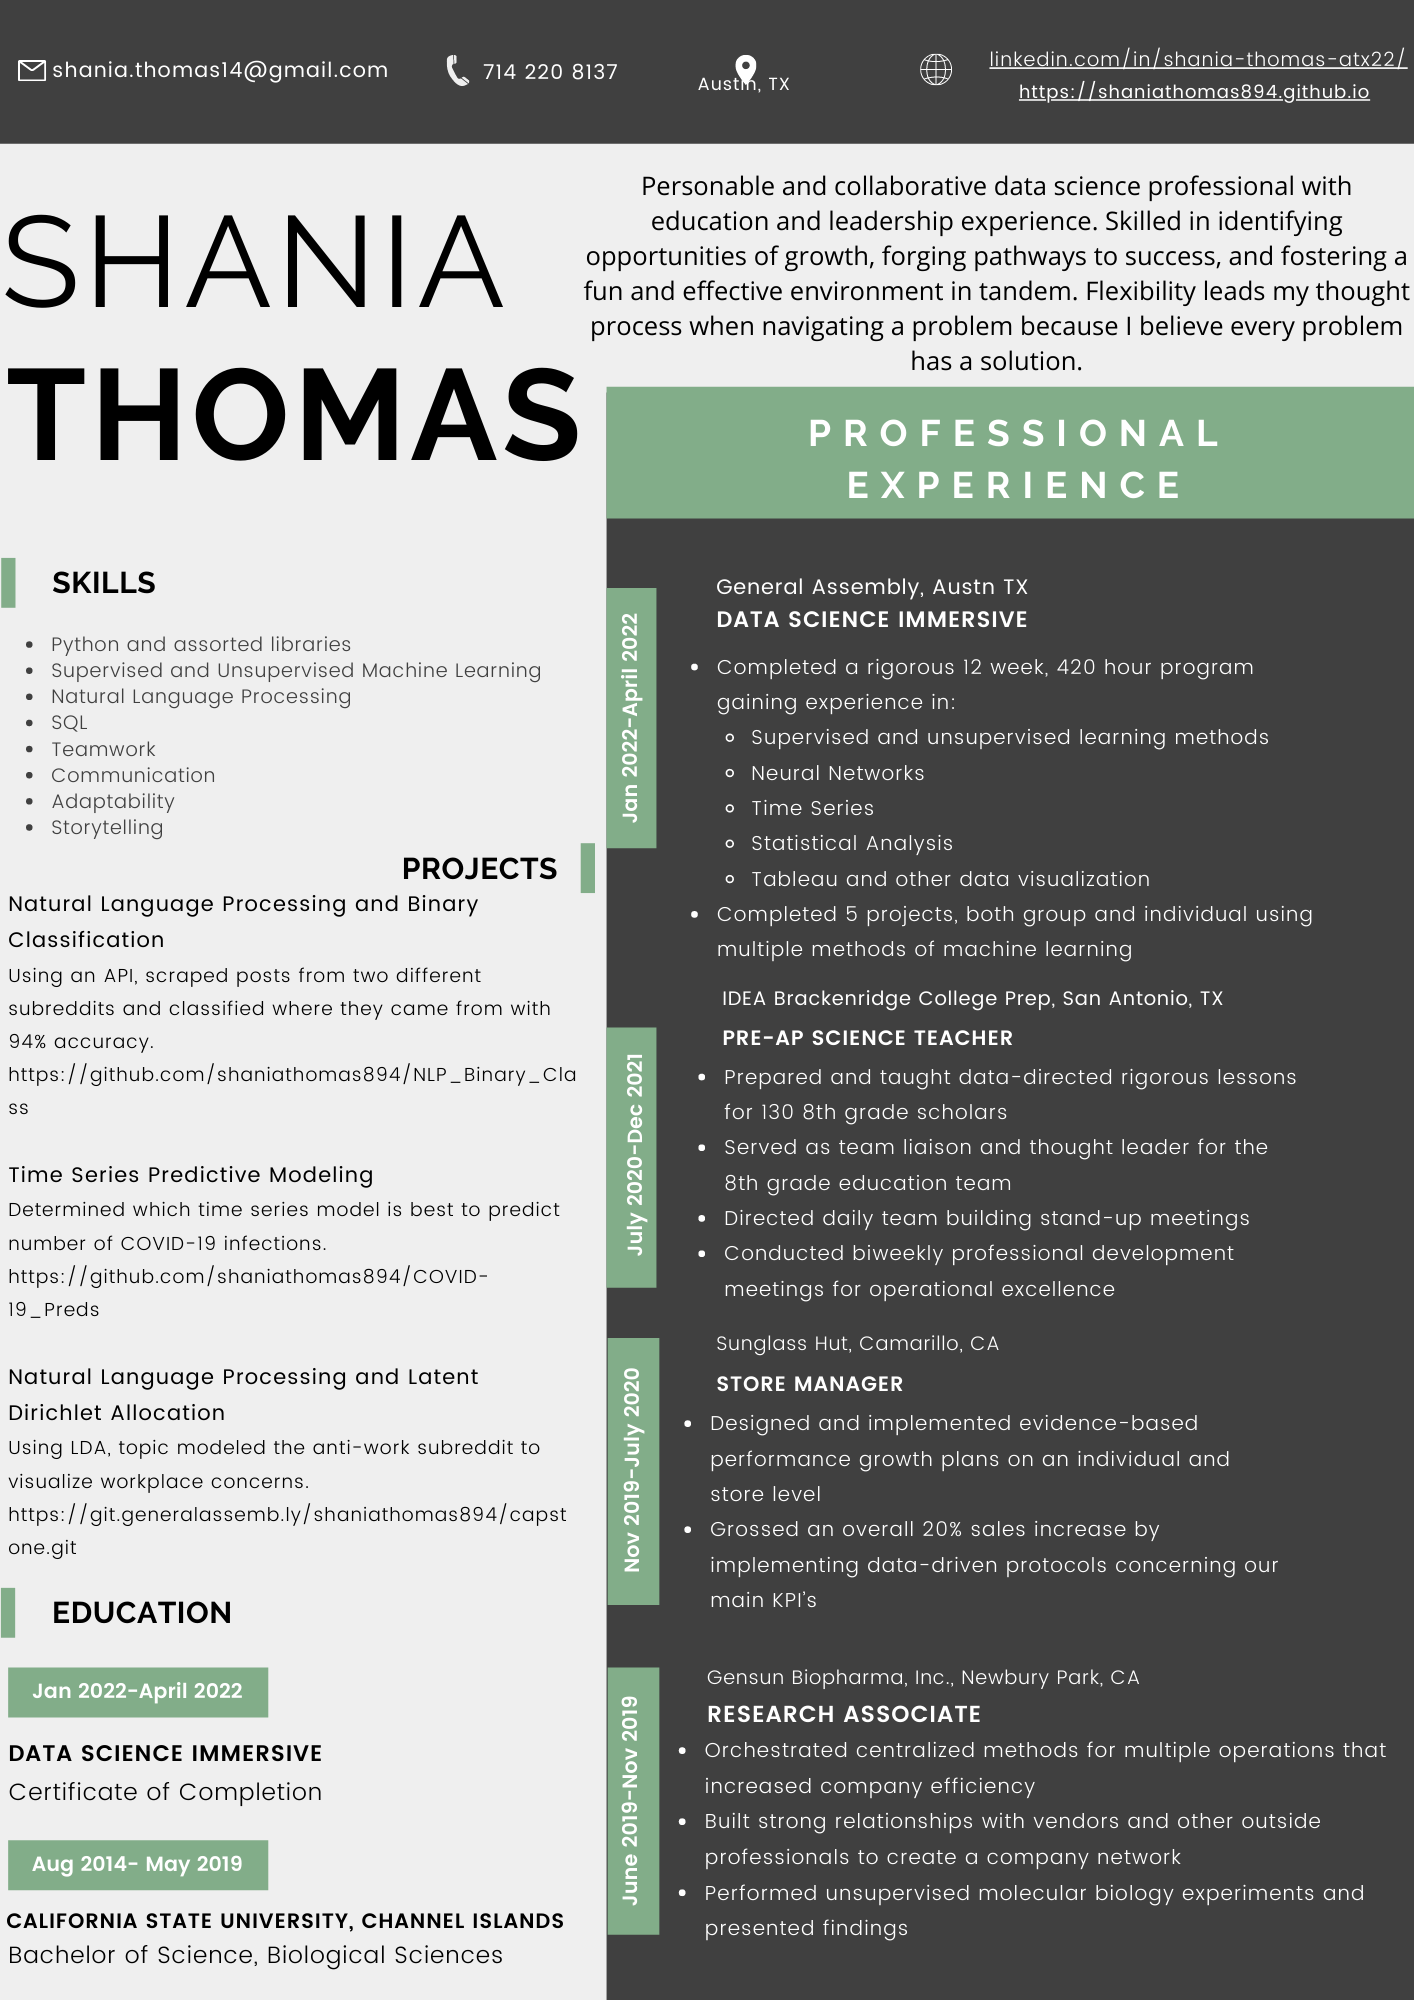 shania.thomas14@gmail.com
714 220 8137
Austin, TX
linkedin.com/in/shania-thomas-atx22/
https://shaniathomas894.github.io
SHANIA
THOMAS
Personable and collaborative data science professional with
education and leadership experience. Skilled in identifying
opportunities of growth, forging pathways to success, and fostering a
fun and effective environment in tandem. Flexibility leads my thought
process when navigating a problem because I believe every problem
has a solution.
SKILLS
Python and assorted libraries
Supervised and Unsupervised Machine Learning
Natural Language Processing
SQL
Teamwork
Communication
Adaptability
Storytelling
PROJECTS
Natural Language Processing and Binary
Classification
Using an API, scraped posts from two different
subreddits and classified where they came from with
94% accuracy.
https://github.com/shaniathomas894/NLP_Binary_Cla
ss
Time Series Predictive Modeling
Determined which time series model is best to predict
number of COVID-19 infections.
https://github.com/shaniathomas894/COVID-
19_Preds
Natural Language Processing and Latent
Dirichlet Allocation
Using LDA, topic modeled the anti-work subreddit to
visualize workplace concerns.
https://git.generalassemb.ly/shaniathomas894/capst
one.git
EDUCATION
Jan 2022-April 2022
DATA SCIENCE IMMERSIVE
Certificate of Completion
Aug 2014- May 2019
CALIFORNIA STATE UNIVERSITY, CHANNEL ISLANDS
Bachelor of Science, Biological Sciences
PROFESSIONAL
EXPERIENCE
Jan 2022-April 2022
General Assembly, Austn TX
DATA SCIENCE IMMERSIVE
Completed a rigorous 12 week, 420 hour program
gaining experience in:
Supervised and unsupervised learning methods
Neural Networks
Time Series
Statistical Analysis
Tableau and other data visualization
Completed 5 projects, both group and individual using
multiple methods of machine learning
July 2020-Dec 2021
IDEA Brackenridge College Prep, San Antonio, TX
PRE-AP SCIENCE TEACHER
Prepared and taught data-directed rigorous lessons
for 130 8th grade scholars
Served as team liaison and thought leader for the
8th grade education team
Directed daily team building stand-up meetings
Conducted biweekly professional development
meetings for operational excellence
Nov 2019-July 2020
Sunglass Hut, Camarillo, CA
STORE MANAGER
Designed and implemented evidence-based
performance growth plans on an individual and
store level
Grossed an overall 20% sales increase by
implementing data-driven protocols concerning our
main KPI's
June 2019-Nov 2019
Gensun Biopharma, Inc., Newbury Park, CA
RESEARCH ASSOCIATE
Orchestrated centralized methods for multiple operations that
increased company efficiency
Built strong relationships with vendors and other outside
professionals to create a company network
Performed unsupervised molecular biology experiments and
presented findings